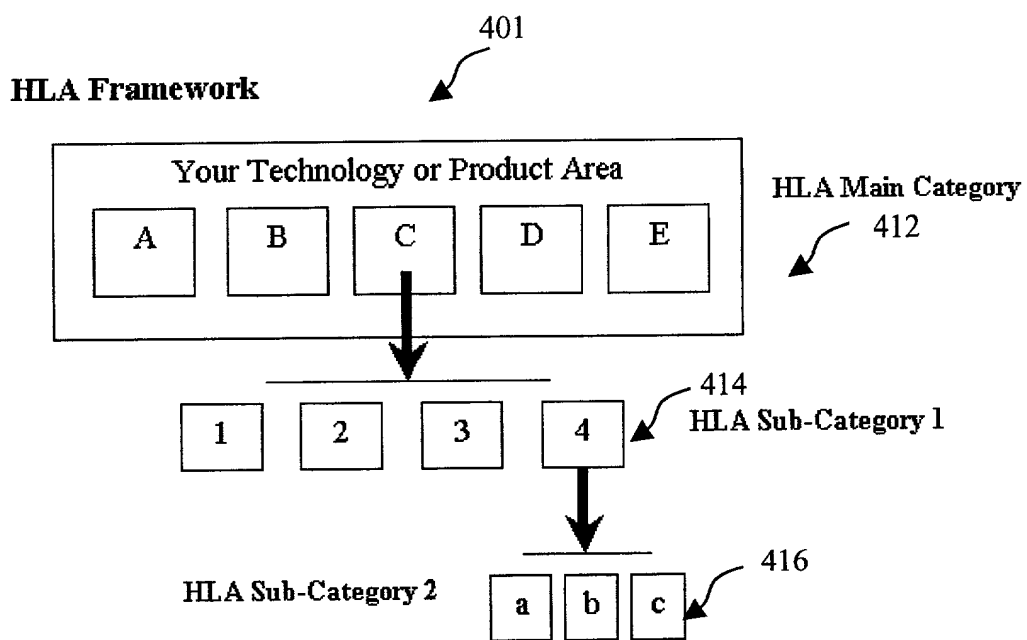 401
HLA Framework
Your Technology or Product Area
A B C D E
HLA Main Category
412
1 2 3 4
414
HLA Sub-Category 1
HLA Sub-Category 2
a b c
416